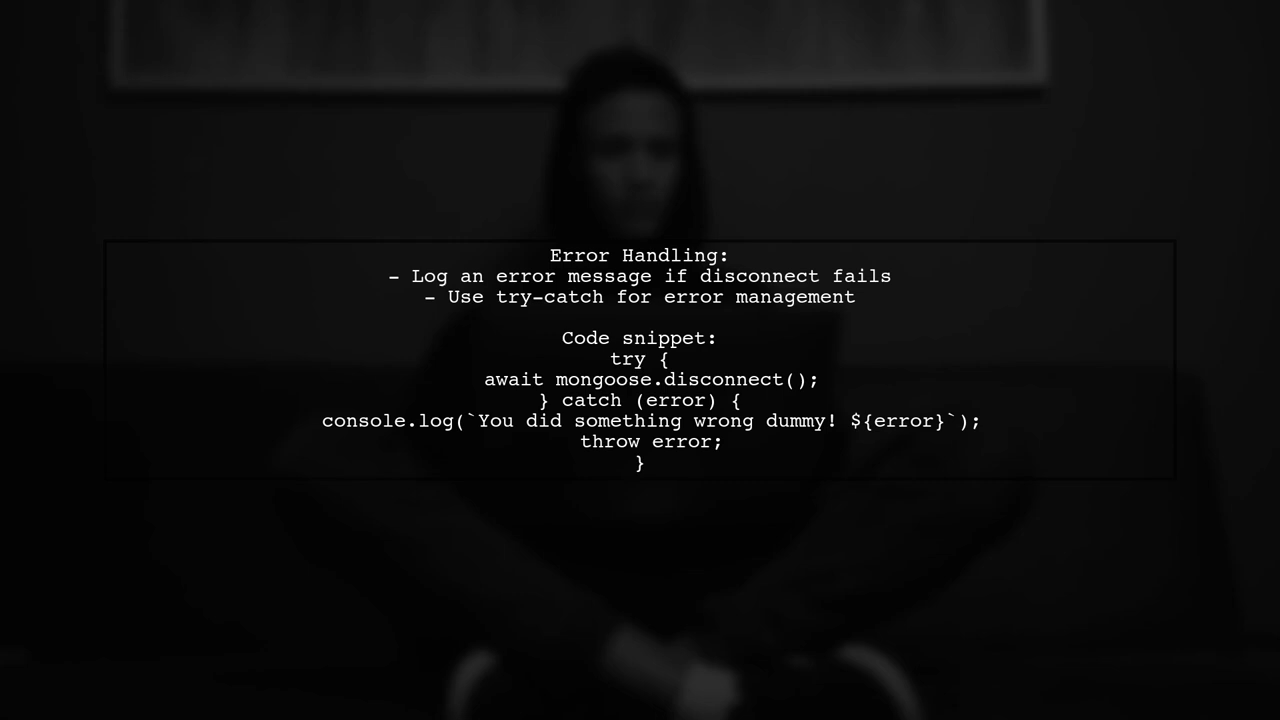 Error Handling:
- Log an error message if disconnect fails
- Use try-catch for error management
Code snippet:
try {
await mongoose.disconnect();
} catch (error) {
console.log(`You did something wrong dummy! ${error}`);
throw error;
}